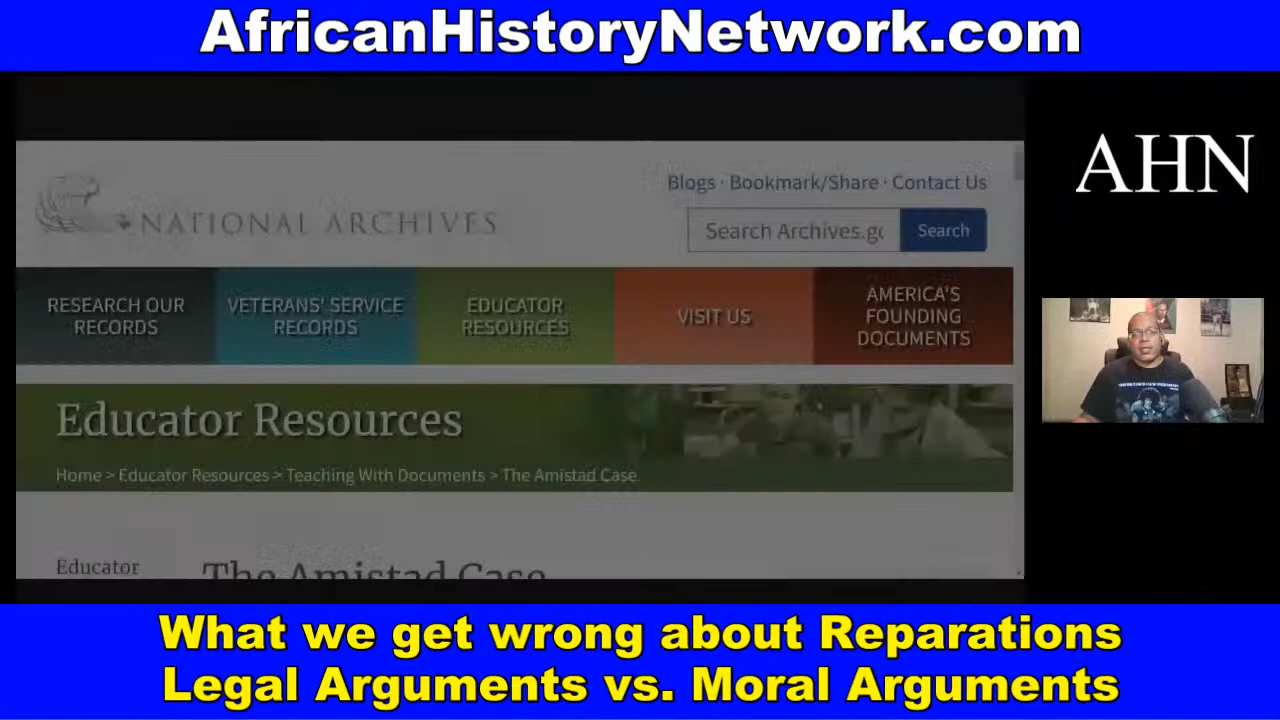 AfricanHistoryNetwork.com
NATIONAL ARCHIVES
Blogs · Bookmark/Share · Contact Us
Search Archives.gc
Search
RESEARCH OUR
RECORDS
VETERANS' SERVICE
RECORDS
EDUCATOR
RESOURCES
VISIT US
AMERICA'S
FOUNDING
DOCUMENTS
Educator Resources
Home > Educator Resources > Teaching With Documents > The Amistad Case
Educator
The Amistad Case
AHN
What we get wrong about Reparations
Legal Arguments vs. Moral Arguments